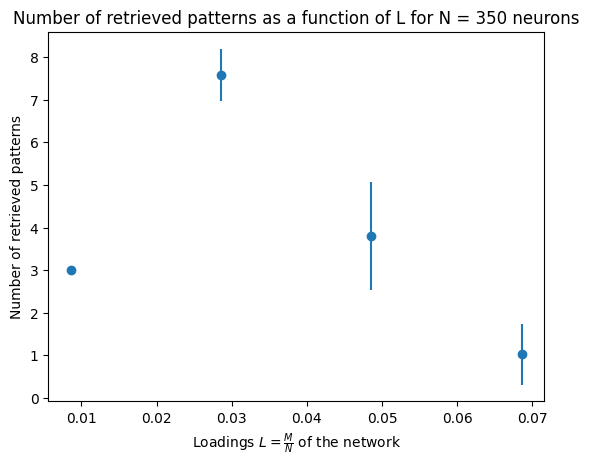 Number of retrieved patterns as a function of L for N = 350 neurons
Number of retrieved patterns
8
7
6
5
4
3
2
1
0
0.01 0.02 0.03 0.04 0.05 0.06 0.07
Loadings $L = \frac{M}{N}$ of the network